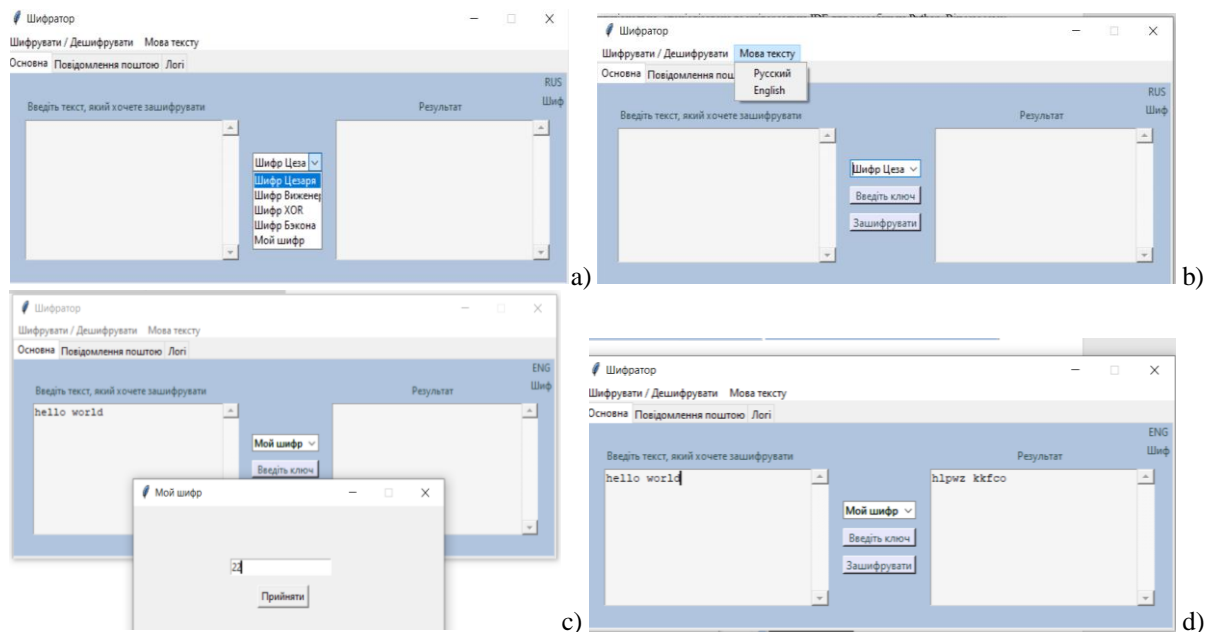 Шифратор
Шифрувати / Дешифрувати Мова тексту
Основна Повідомлення поштою Логі
RUS
Шиф
Введіть текст, який хочете зашифрувати
Результат
Шифр Цеза
Шифр Цезаря
Шифр Виженер
Шифр XOR
Шифр Бэкона
Мой шифр
a)
Шифратор
Шифрувати / Дешифрувати Мова тексту
Русский
English
Основна Повідомлення пош
RUS
Шиф
Введіть текст, який хочете зашифрувати
Результат
Шифр Цеза
Введіть ключ
Зашифрувати
b)
Шифратор
Шифрувати / Дешифрувати Мова тексту
Основна Повідомлення поштою Логі
ENG
Шиф
Введіть текст, який хочете зашифрувати
Результат
hello world
Мой шифр
Введіть ключ
Мой шифр
22
Прийняти
c)
Шифратор
Шифрувати / Дешифрувати Мова тексту
Основна Повідомлення поштою Логі
ENG
Шиф
Введіть текст, який хочете зашифрувати
Результат
hello world
hlpwz kkfco
Мой шифр
Введіть ключ
Зашифрувати
d)